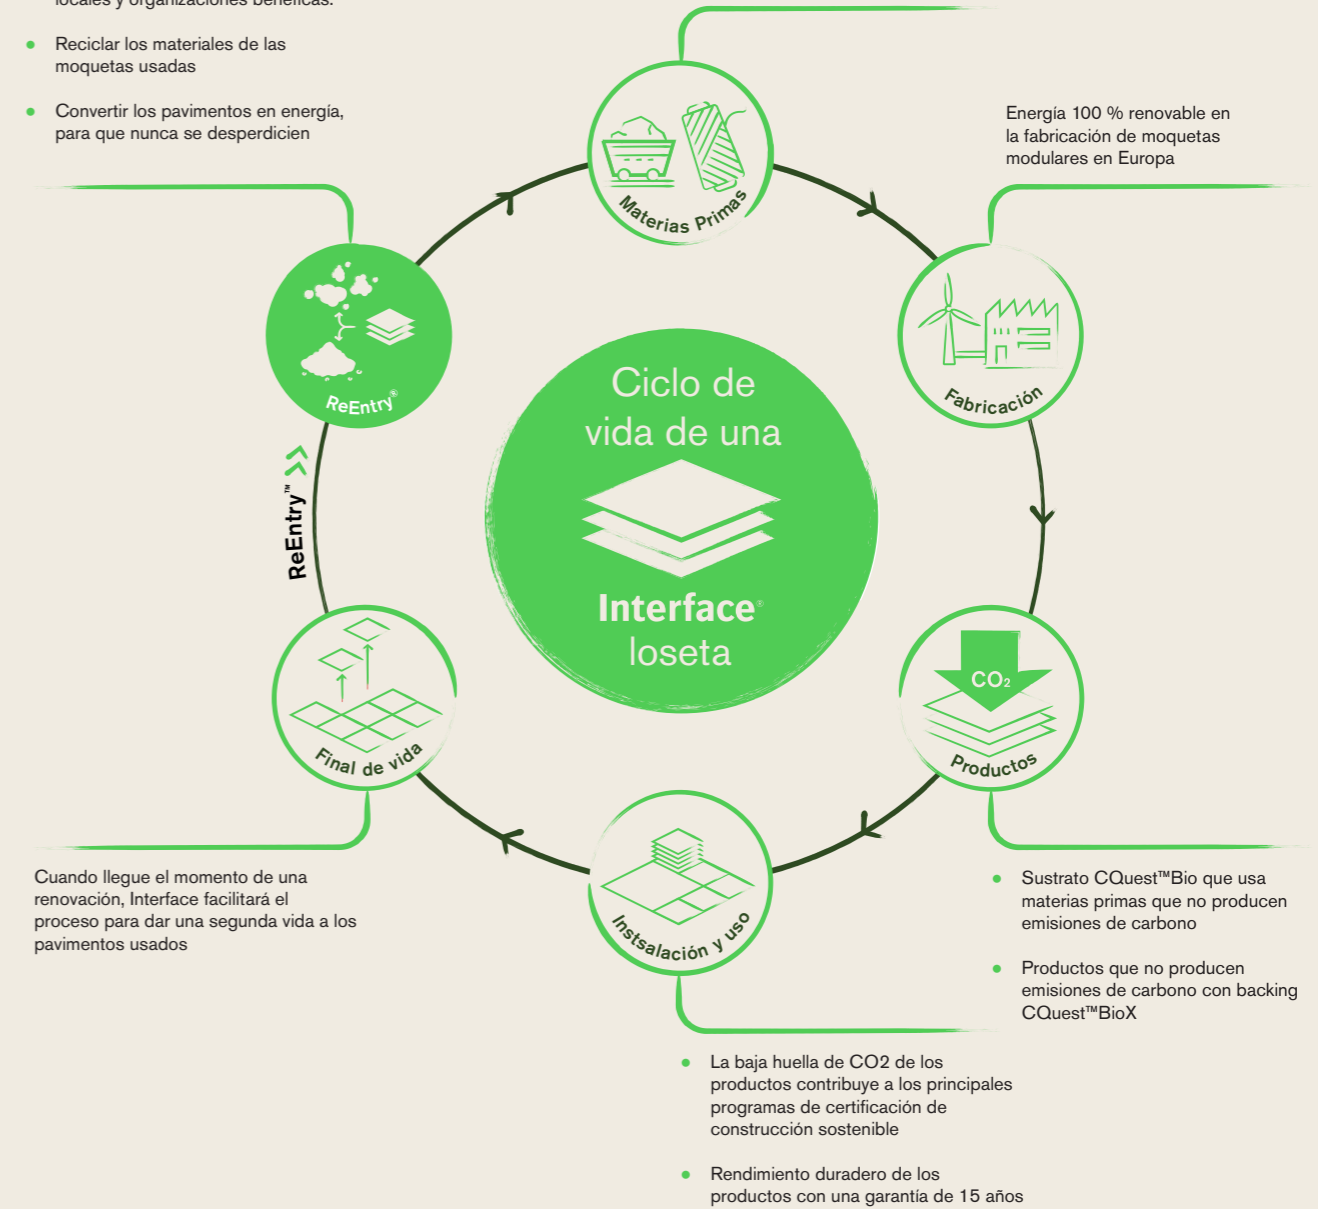 locales y organizaciones benéficas.
Reciclar los materiales de las
moquetas usadas
Convertir los pavimentos en energía,
para que nunca se desperdicien
Materias Primas
Energía 100 % renovable en
la fabricación de moquetas
modulares en Europa
ReEntry®
Fabricación
Ciclo de
vida de una
Interface®
loseta
ReEntry™
CO₂
Productos
Final de vida
Cuando llegue el momento de una
renovación, Interface facilitará el
proceso para dar una segunda vida a los
pavimentos usados
Instsalación y uso
Sustrato CQuest™Bio que usa
materias primas que no producen
emisiones de carbono
Productos que no producen
emisiones de carbono con backing
CQuest™BioX
La baja huella de CO2 de los
productos contribuye a los principales
programas de certificación de
construcción sostenible
Rendimiento duradero de los
productos con una garantía de 15 años